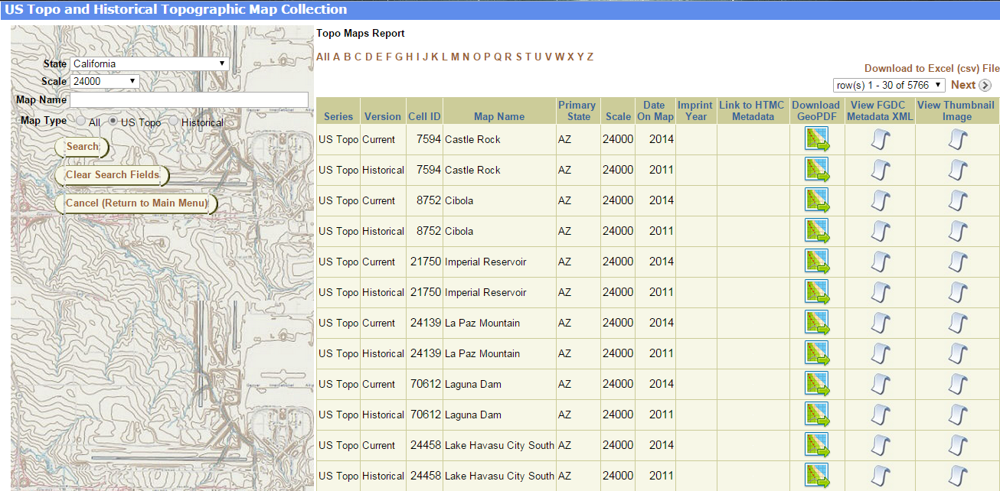 US Topo and Historical Topographic Map Collection
State California
Scale 24000
Map Name
Map Type All US Topo Historical
Search
Clear Search Fields
Cancel (Return to Main Menu)
Topo Maps Report
All A B C D E F G H I J K L M N O P Q R S T U V W X Y Z
Download to Excel (csv) File
row(s) 1 - 30 of 5766 Next
Series Version Cell ID Map Name Primary State Scale Date On Map Imprint Year Link to HTMC Metadata Download GeoPDF View FGDC Metadata XML View Thumbnail Image
US Topo Current 7594 Castle Rock AZ 24000 2014
US Topo Historical 7594 Castle Rock AZ 24000 2011
US Topo Current 8752 Cibola AZ 24000 2014
US Topo Historical 8752 Cibola AZ 24000 2011
US Topo Current 21750 Imperial Reservoir AZ 24000 2014
US Topo Historical 21750 Imperial Reservoir AZ 24000 2011
US Topo Current 24139 La Paz Mountain AZ 24000 2014
US Topo Historical 24139 La Paz Mountain AZ 24000 2011
US Topo Current 70612 Laguna Dam AZ 24000 2014
US Topo Historical 70612 Laguna Dam AZ 24000 2011
US Topo Current 24458 Lake Havasu City South AZ 24000 2014
US Topo Historical 24458 Lake Havasu City South AZ 24000 2011